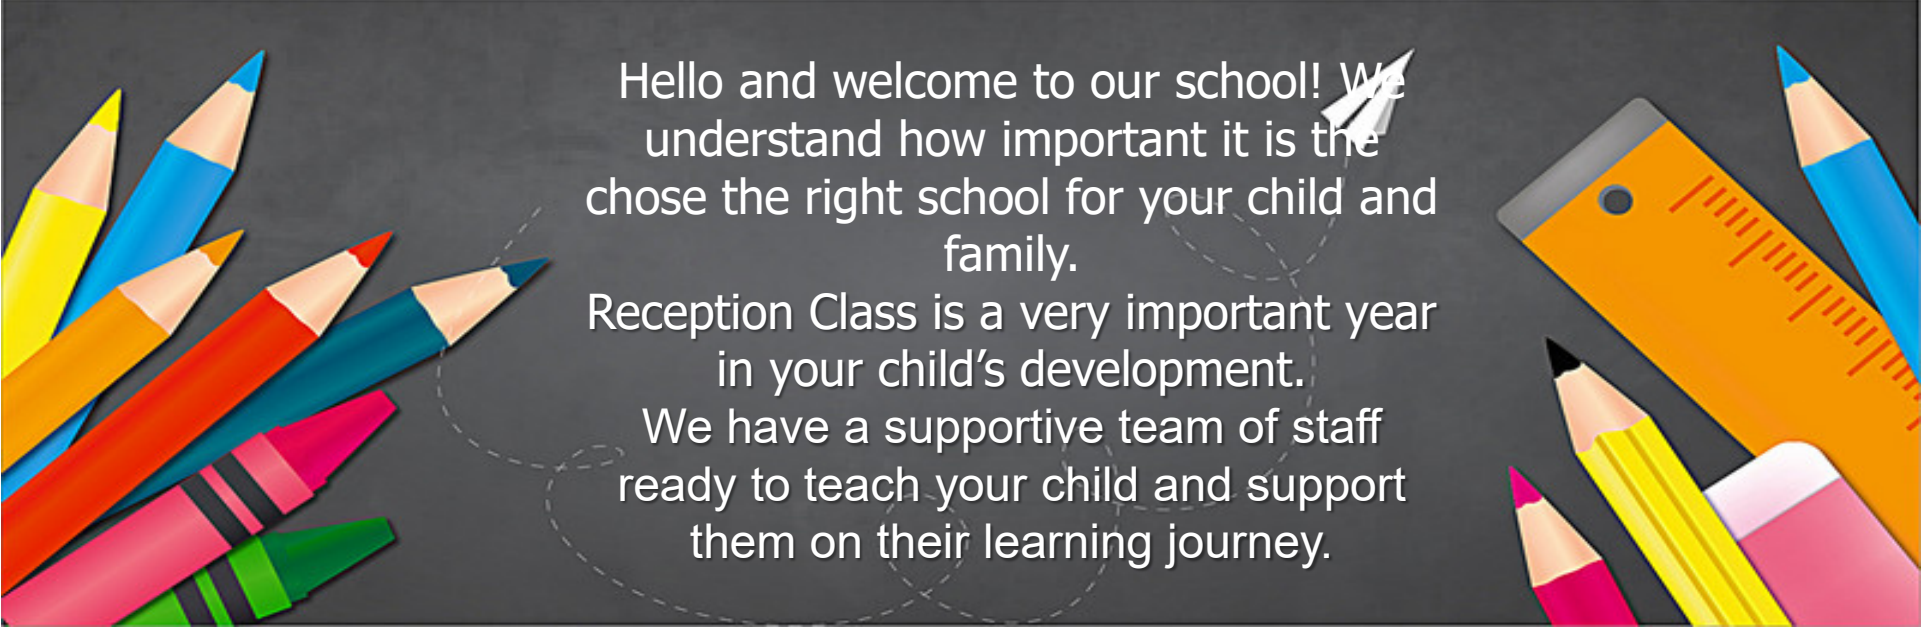 Hello and welcome to our school! We
understand how important it is the
chose the right school for your child and
family.
Reception Class is a very important year
in your child’s development.
We have a supportive team of staff
ready to teach your child and support
them on their learning journey.